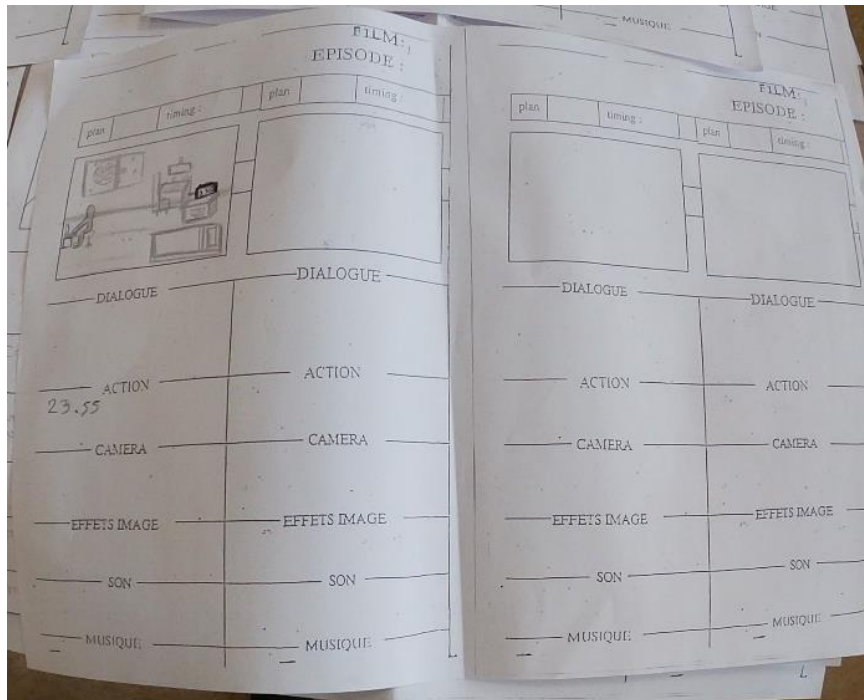 MUSIQUE
FILM:
EPISODE :
plan timing : plan timing :
DIALOGUE DIALOGUE
ACTION ACTION
23.55
CAMERA CAMERA
EFFETS IMAGE EFFETS IMAGE
SON SON
MUSIQUE MUSIQUE
FILM:
EPISODE :
plan timing : plan timing :
DIALOGUE DIALOGUE
ACTION ACTION
CAMERA CAMERA
EFFETS IMAGE EFFETS IMAGE
SON SON
MUSIQUE MUSIQUE